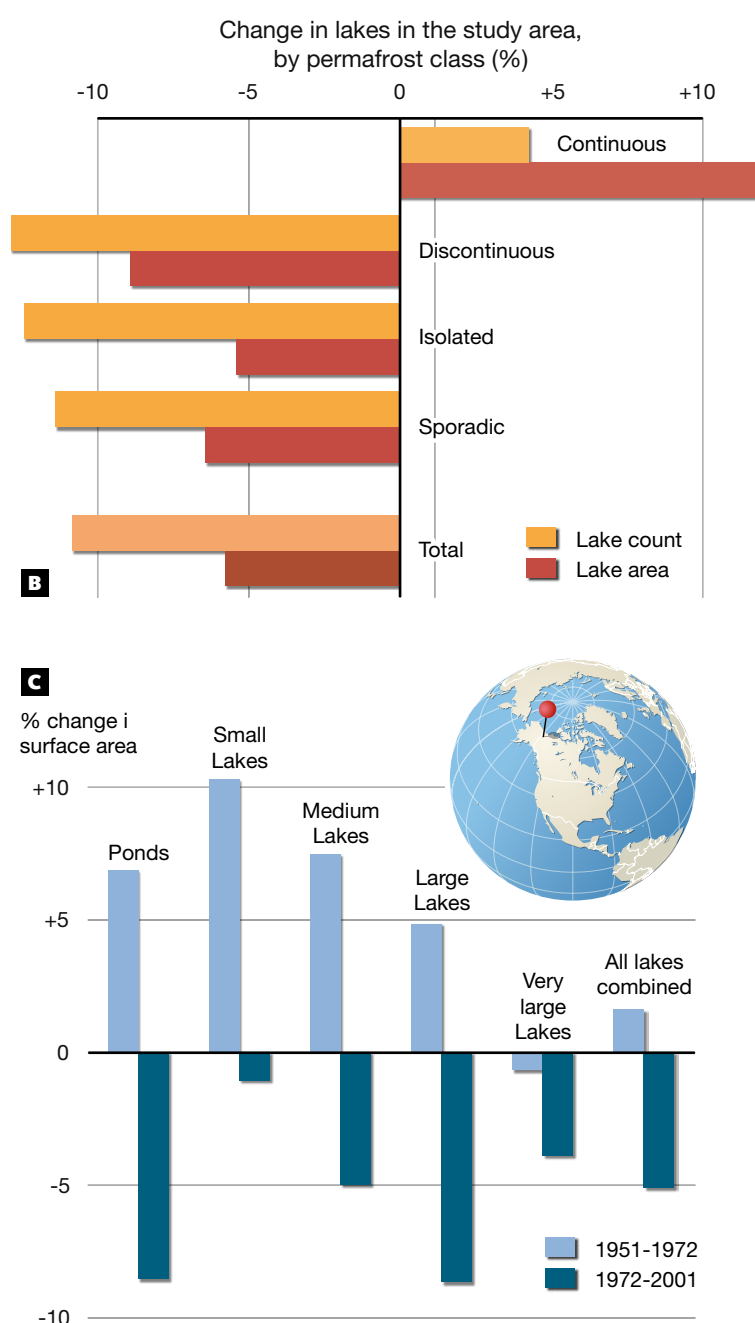 Change in lakes in the study area,
by permafrost class (%)
-10 -5 0 +5 +10
Continuous
Discontinuous
Isolated
Sporadic
Total
Lake count
Lake area
B
C
% change i
surface area
Small
Lakes
+10
Medium
Lakes
Ponds
Large
Lakes
+5
All lakes
combined
Very
large
Lakes
0
-5
1951-1972
1972-2001
-10